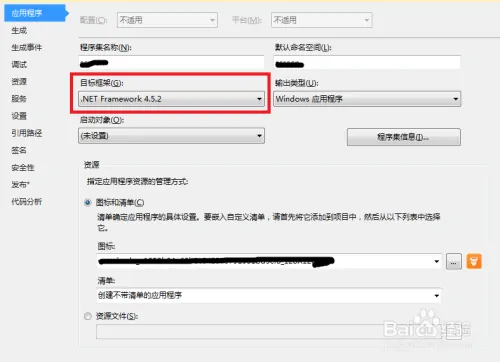 应用程序
生成
生成事件
调试
资源
服务
设置
引用路径
签名
安全性
发布*
代码分析
配置(C): 不适用 平台(M): 不适用
程序集名称(N): 默认命名空间(L):
目标框架(G): 输出类型(U):
.NET Framework 4.5.2 Windows 应用程序
启动对象(O):
(未设置) 程序集信息(I)...
资源
指定应用程序资源的管理方式:
图标和清单(C)
清单确定应用程序的具体设置。要嵌入自定义清单，请首先将它添加到项目中，然后从以下列表中选择
它。
图标:
...
清单:
创建不带清单的应用程序
资源文件(S):
Baidu 经验